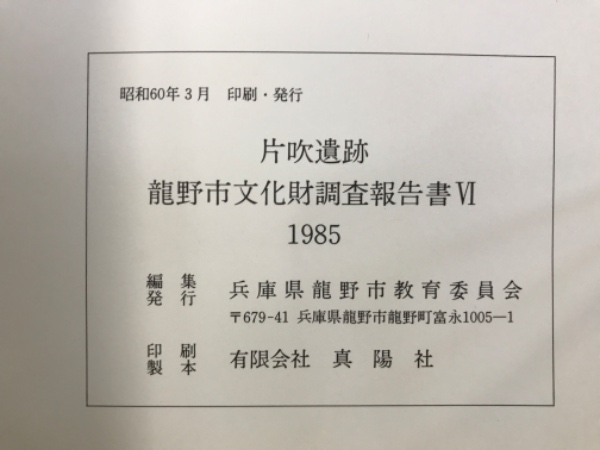 昭和60年3月 印刷・発行
片吹遺跡
龍野市文化財調査報告書Ⅵ
1985
編集
発行 兵庫県龍野市教育委員会
〒679-41 兵庫県龍野市龍野町富永1005—1
印刷
製本 有限会社 真陽社